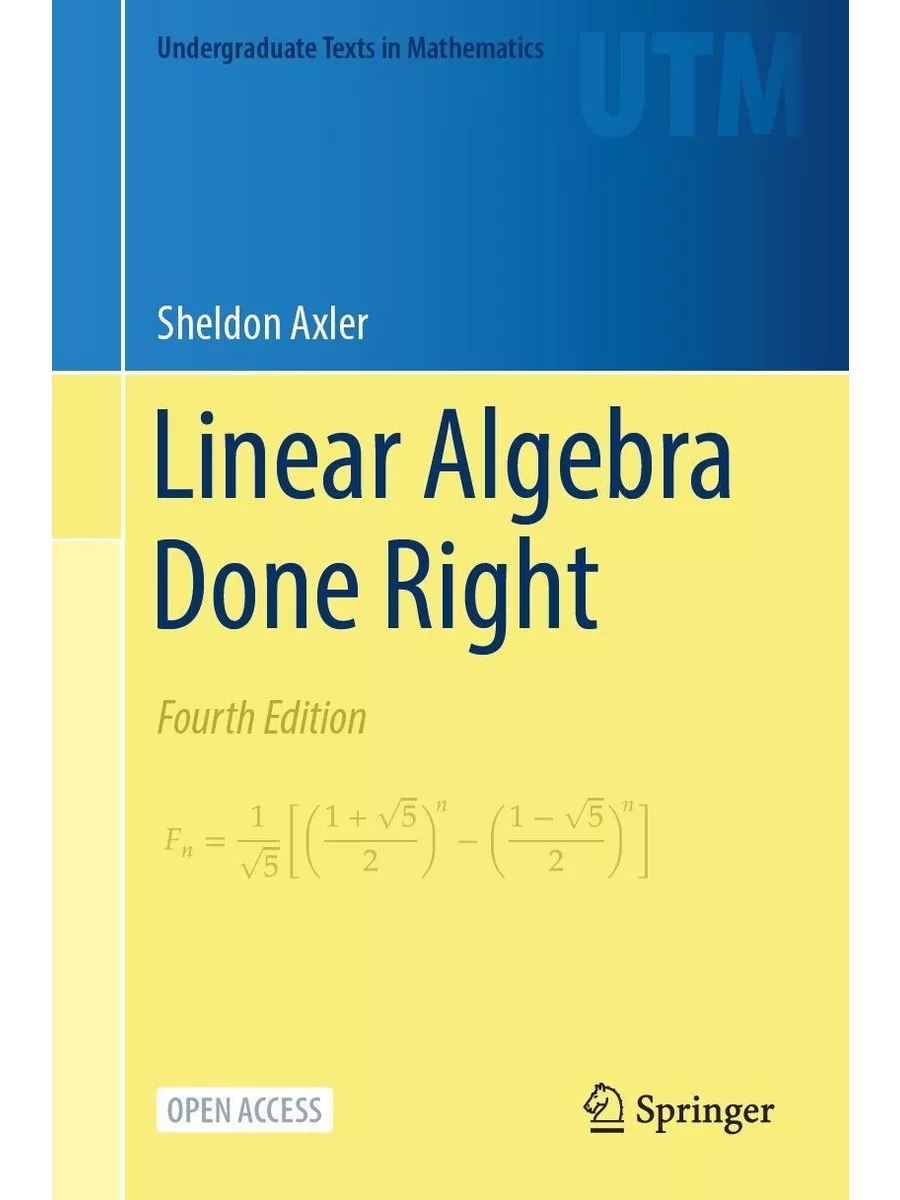 Undergraduate Texts in Mathematics
UTM
Sheldon Axler
Linear Algebra
Done Right
Fourth Edition
Fₙ = 1/√5 [((1 + √5)/2)ⁿ − ((1 − √5)/2)ⁿ]
OPEN ACCESS
Springer